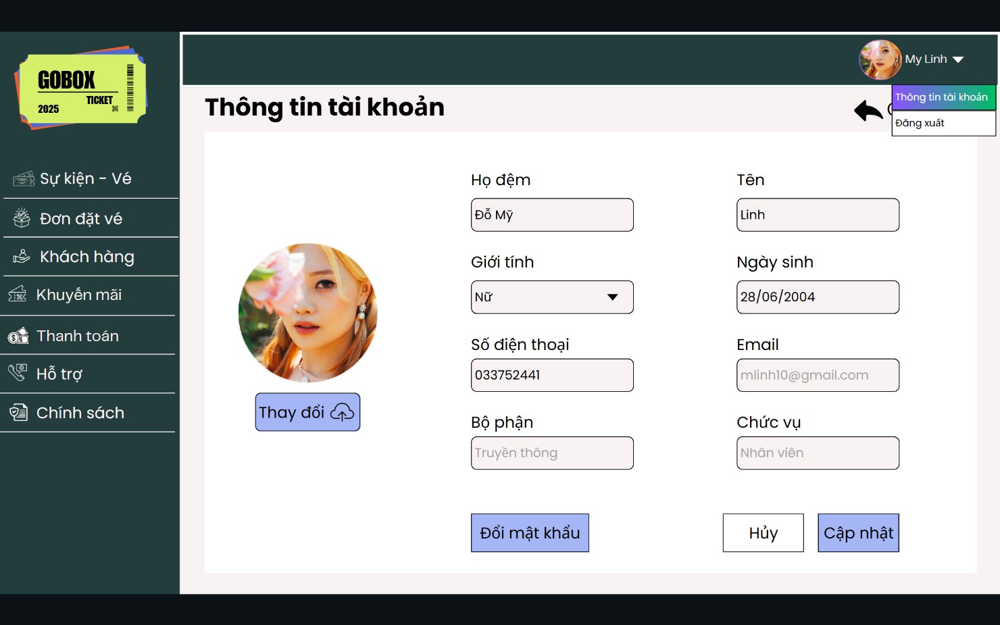 GOBOX
TICKET
2025
My Linh
Thông tin tài khoản
Đăng xuất
Thông tin tài khoản
Sự kiện - Vé
Đơn đặt vé
Khách hàng
Khuyến mãi
Thanh toán
Hỗ trợ
Chính sách
Họ đệm
Tên
Đỗ Mỹ
Linh
Giới tính
Ngày sinh
Nữ
28/06/2004
Số điện thoại
Email
033752441
mlinh10@gmail.com
Bộ phận
Chức vụ
Truyền thông
Nhân viên
Thay đổi
Đổi mật khẩu
Hủy
Cập nhật